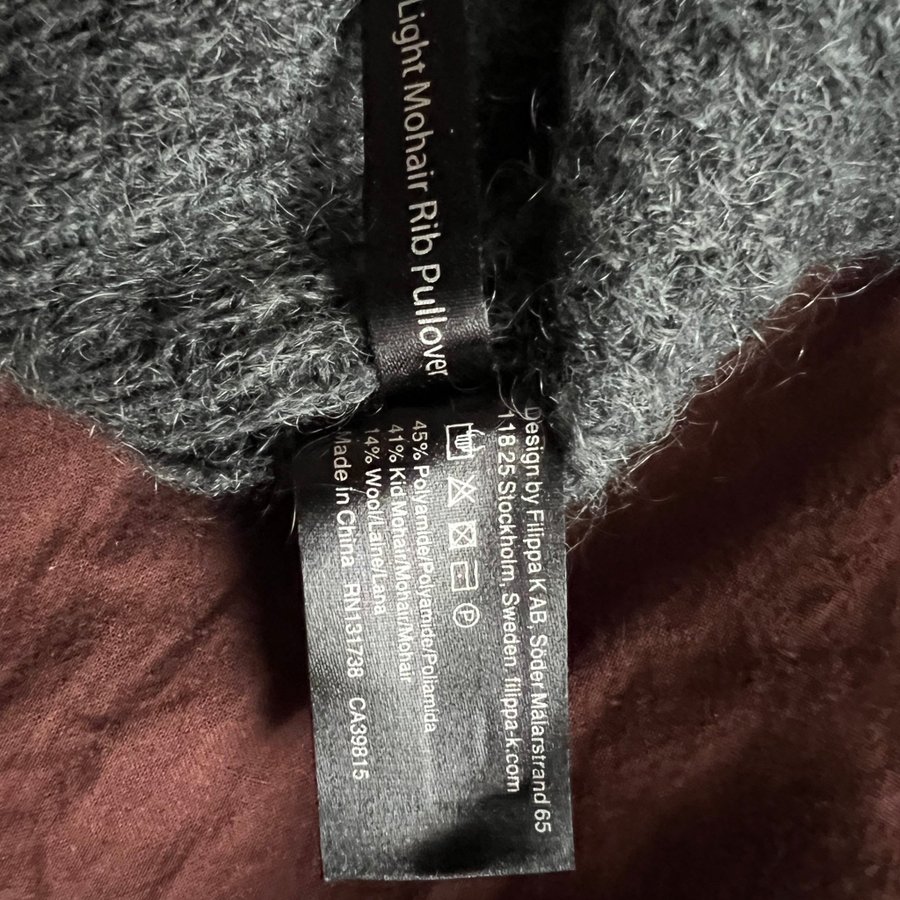 Light Mohair Rib Pullover
Design by Filippa K AB, Söder Mälarstrand 65
118 25 Stockholm, Sweden, filippa-k.com
P
45% Polyamide/Polyamide/Poliamida
41% Kid Mohair/Mohair/Mohair
14% Wool/Laine/Lana
Made in China RN131738 CA39815